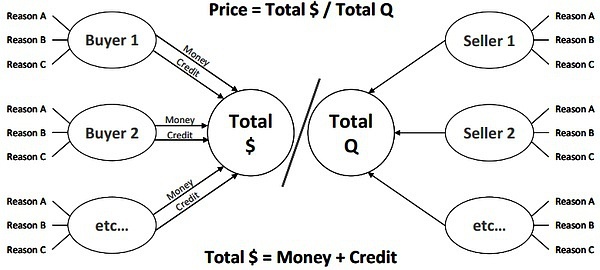 Price = Total $ / Total Q
Reason A
Reason B
Reason C
Buyer 1
Money
Credit
Reason A
Reason B
Reason C
Buyer 2
Money
Credit
Reason A
Reason B
Reason C
etc...
Money
Credit
Total
$
/
Total
Q
Seller 1
Reason A
Reason B
Reason C
Seller 2
Reason A
Reason B
Reason C
etc...
Reason A
Reason B
Reason C
Total $ = Money + Credit